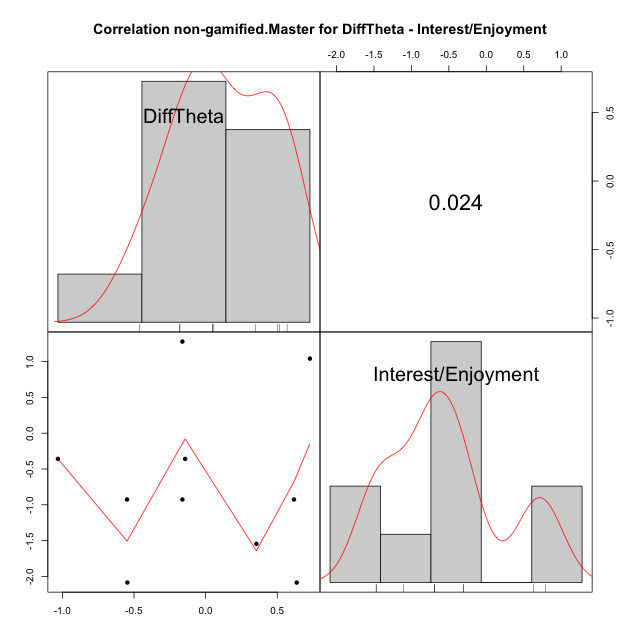 Correlation non-gamified.Master for DiffTheta - Interest/Enjoyment
-2.0 -1.5 -1.0 -0.5 0.0 0.5 1.0
DiffTheta
0.024
0.5
0.0
-0.5
-1.0
1.0
0.5
0.0
-0.5
-1.0
-1.5
-2.0
Interest/Enjoyment
-1.0 -0.5 0.0 0.5